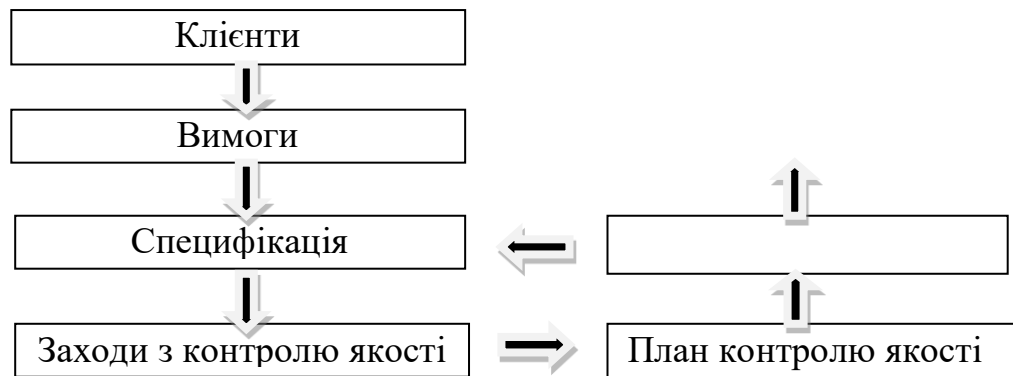 Клієнти
Вимоги
Специфікація
Заходи з контролю якості
План контролю якості